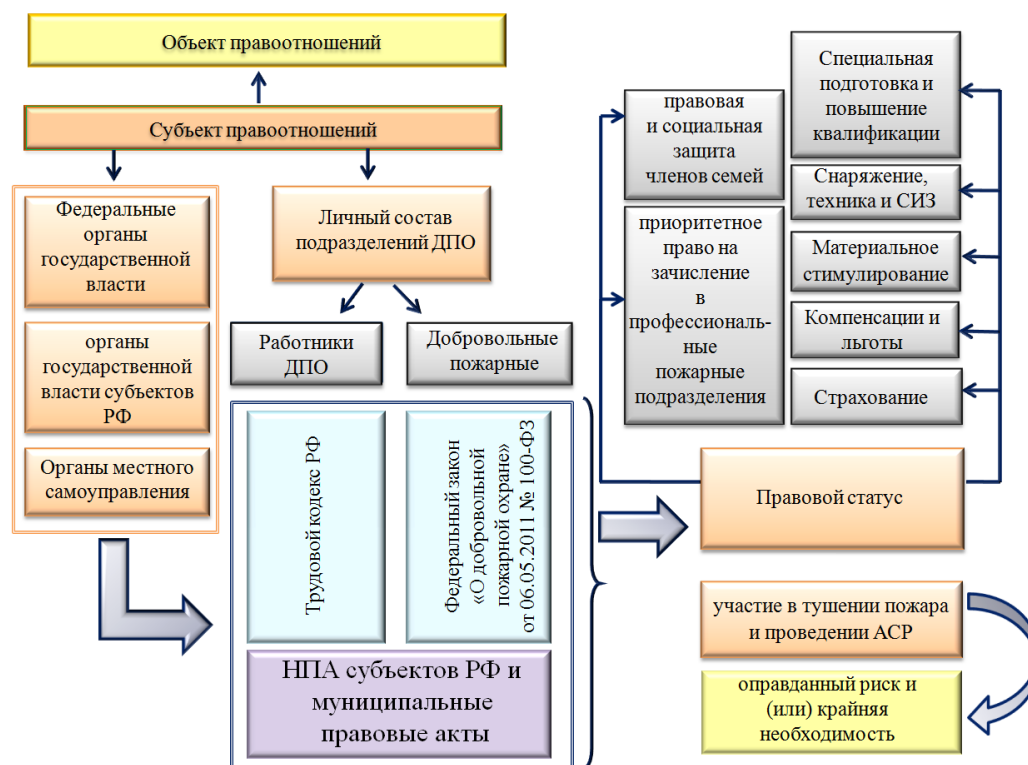 Объект правоотношений
Субъект правоотношений
Федеральные
органы
государственной
власти
органы
государственной
власти субъектов
РФ
Органы местного
самоуправления
Личный состав
подразделений ДПО
Работники
ДПО
Добровольные
пожарные
Трудовой кодекс РФ
Федеральный закон
«О добровольной
пожарной охране»
от 06.05.2011 № 100-ФЗ
НПА субъектов РФ и
муниципальные
правовые акты
правовая
и социальная
защита
членов семей
приоритетное
право на
зачисление
в
профессиональ-
ные
пожарные
подразделения
Специальная
подготовка и
повышение
квалификации
Снаряжение,
техника и СИЗ
Материальное
стимулирование
Компенсации и
льготы
Страхование
Правовой статус
участие в тушении пожара
и проведении АСР
оправданный риск и
(или) крайняя
необходимость